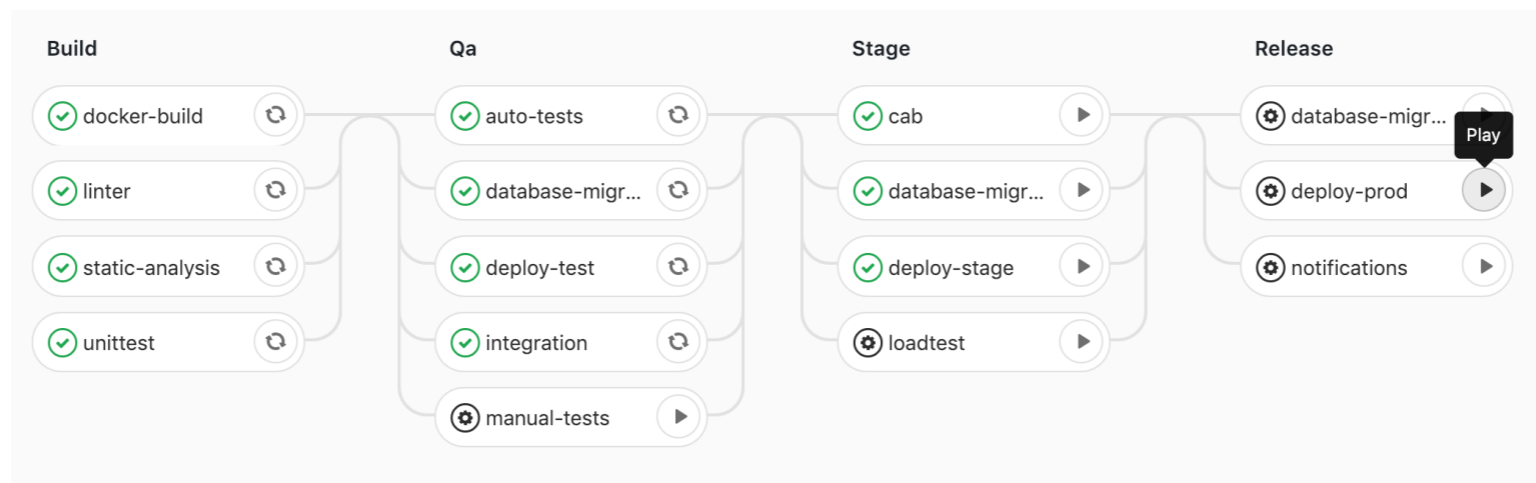 Build
docker-build
linter
static-analysis
unittest
Qa
auto-tests
database-migr...
deploy-test
integration
manual-tests
Stage
cab
database-migr...
deploy-stage
loadtest
Release
database-migr...
Play
deploy-prod
notifications